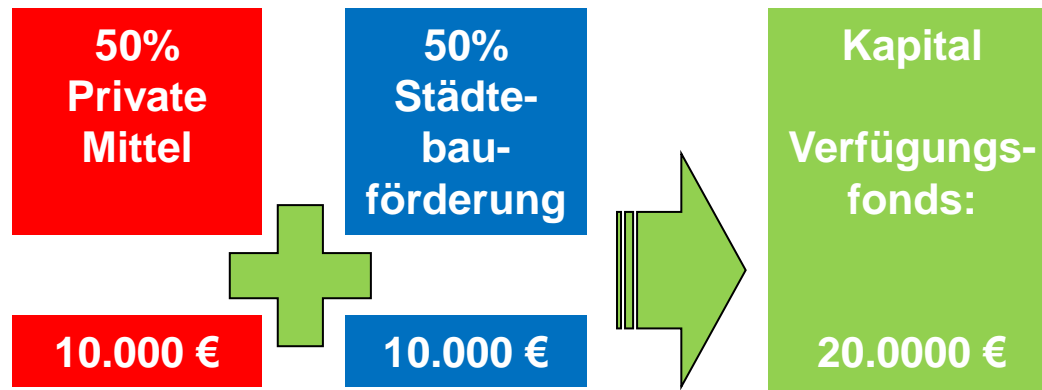 50%
Private
Mittel
10.000 €
50%
Städte-
bau-
förderung
10.000 €
Kapital
Verfügungs-
fonds:
20.0000 €